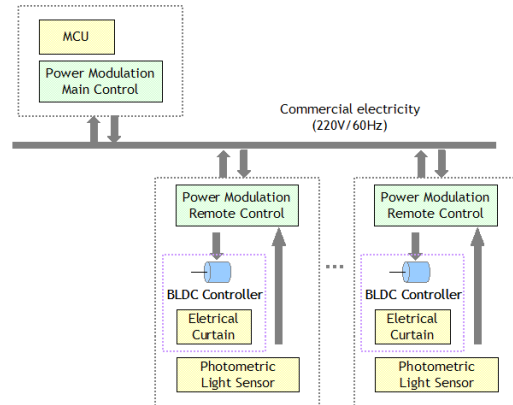 MCU
Power Modulation
Main Control
Commercial electricity
(220V/60Hz)
Power Modulation
Remote Control
BLDC Controller
Eletrical
Curtain
Photometric
Light Sensor
...
Power Modulation
Remote Control
BLDC Controller
Eletrical
Curtain
Photometric
Light Sensor